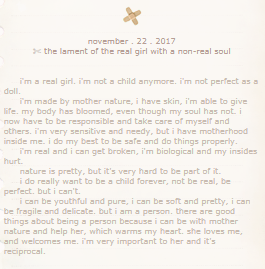 november . 22 . 2017
✄ the lament of the real girl with a non-real soul
i'm a real girl. i'm not a child anymore. i'm not perfect as a
doll.
i'm made by mother nature, i have skin, i'm able to give
life. my body has bloomed, even though my soul has not. i
now have to be responsible and take care of myself and
others. i'm very sensitive and needy, but i have motherhood
inside me. i do my best to be safe and do things properly.
i'm real and i can get broken, i'm biological and my insides
hurt.
nature is pretty, but it's very hard to be part of it.
i do really want to be a child forever, not be real, be
perfect. but i can't.
i can be youthful and pure, i can be soft and pretty, i can
be fragile and delicate. but i am a person. there are good
things about being a person because i can be with mother
nature and help her, which warms my heart. she loves me,
and welcomes me. i'm very important to her and it's
reciprocal.